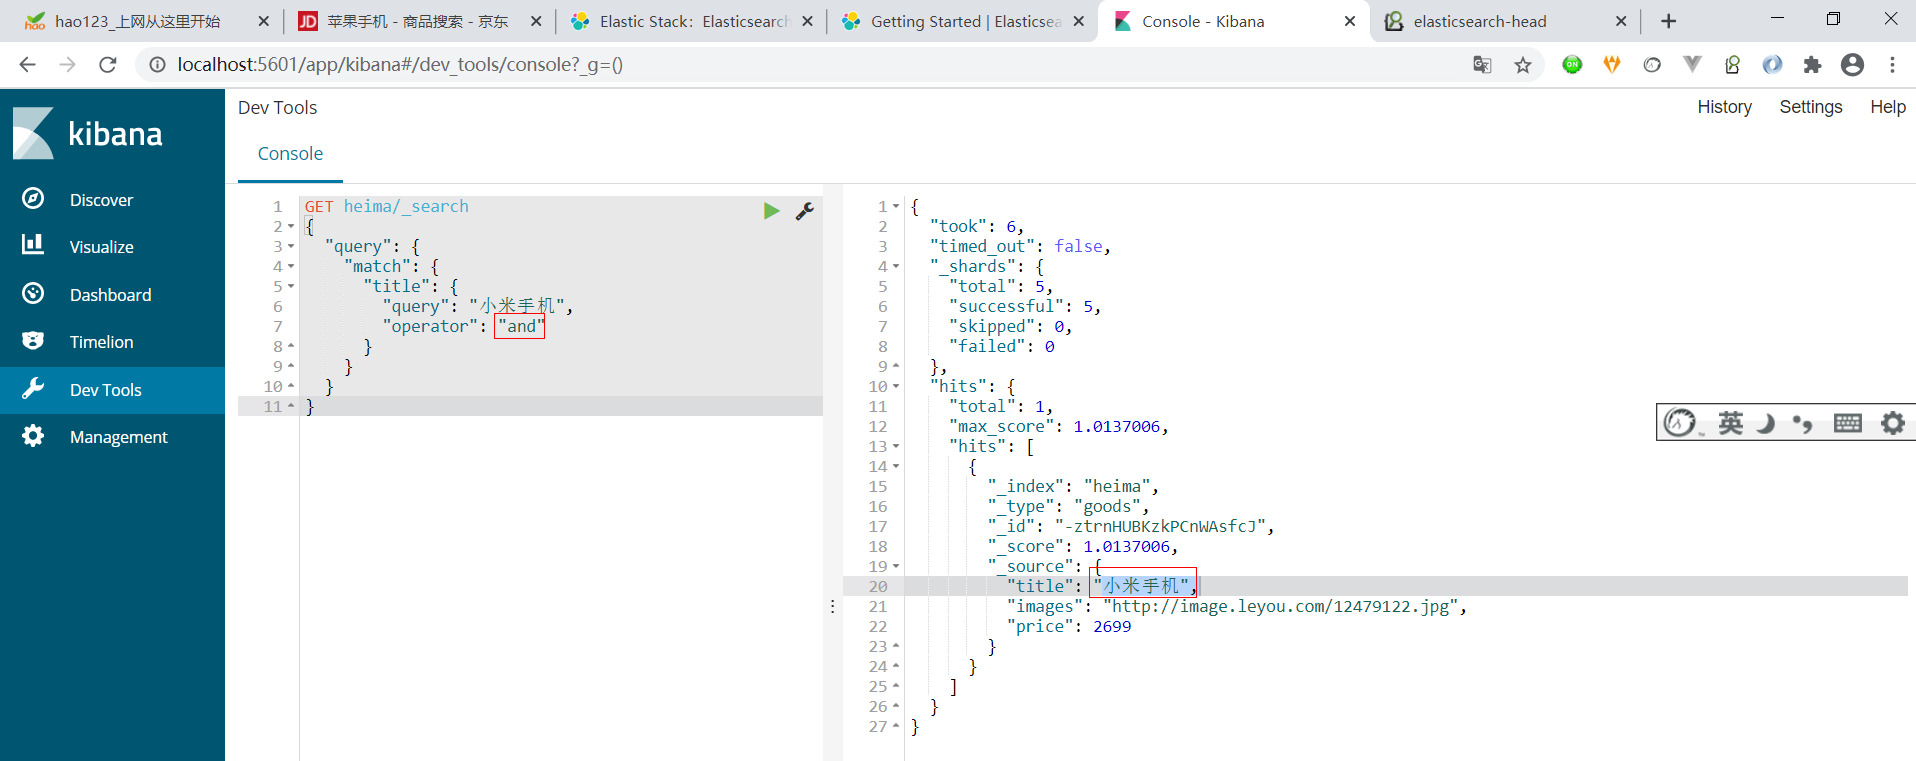 hao123_上网从这里开始
苹果手机 - 商品搜索 - 京东
Elastic Stack：Elasticsearch
Getting Started | Elasticsea
Console - Kibana
elasticsearch-head
localhost:5601/app/kibana#/dev_tools/console?_g=()
kibana
Discover
Visualize
Dashboard
Timelion
Dev Tools
Management
Dev Tools
History Settings Help
Console
1 GET heima/_search
2 {
3 "query": {
4 "match": {
5 "title": {
6 "query": "小米手机",
7 "operator": "and"
8 }
9 }
10 }
11 }
1 {
2 "took": 6,
3 "timed_out": false,
4 "_shards": {
5 "total": 5,
6 "successful": 5,
7 "skipped": 0,
8 "failed": 0
9 },
10 "hits": {
11 "total": 1,
12 "max_score": 1.0137006,
13 "hits": [
14 {
15 "_index": "heima",
16 "_type": "goods",
17 "_id": "-ztrnHUBKzkPCnWAsfcJ",
18 "_score": 1.0137006,
19 "_source": {
20 "title": "小米手机",
21 "images": "http://image.leyou.com/12479122.jpg",
22 "price": 2699
23 }
24 }
25 ]
26 }
27 }
英